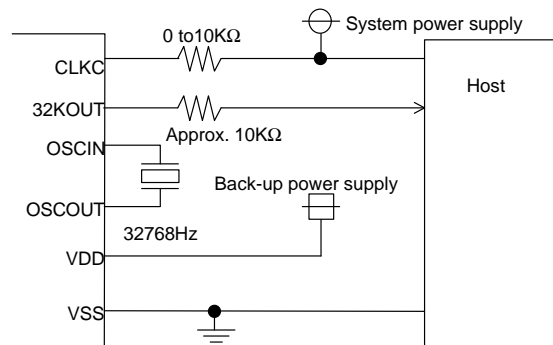 System power supply
0 to10KΩ
CLKC
Host
32KOUT
Approx. 10KΩ
OSCIN
Back-up power supply
OSCOUT
32768Hz
VDD
VSS